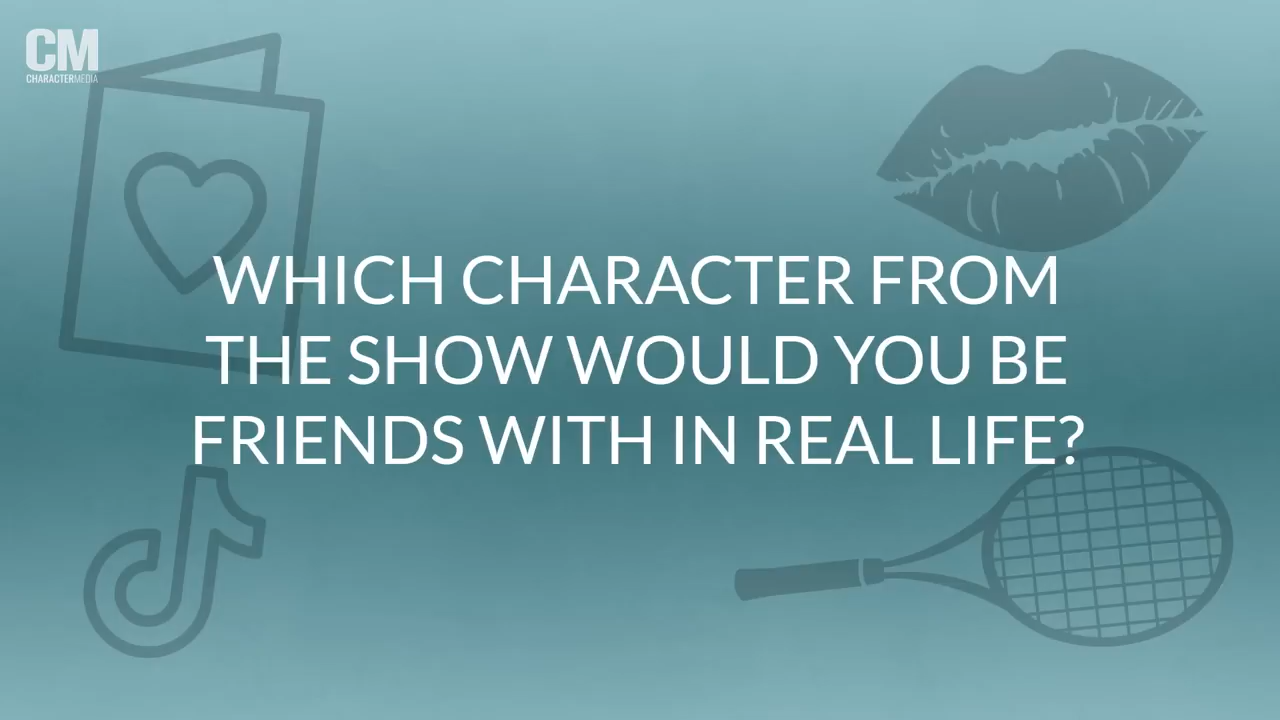 CM
CHARACTERMEDIA
WHICH CHARACTER FROM
THE SHOW WOULD YOU BE
FRIENDS WITH IN REAL LIFE?